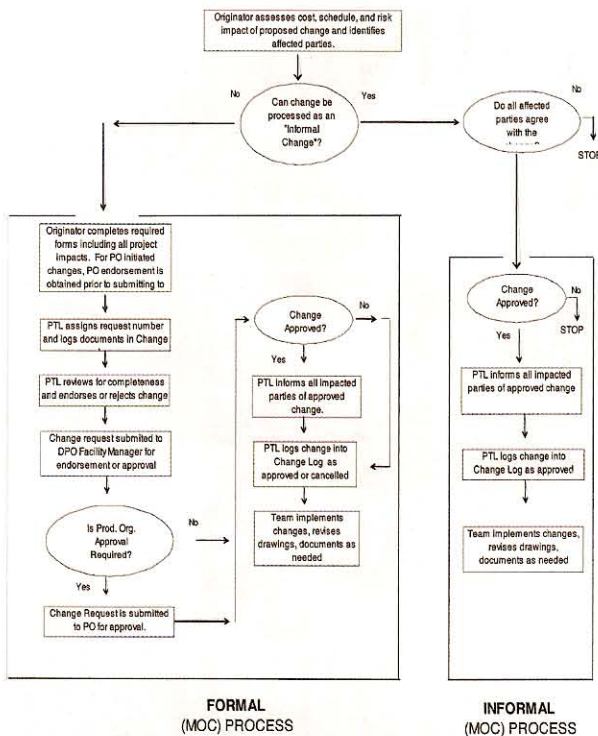 Originator assesses cost, schedule, and risk
impact of proposed change and identifies
affected parties.
No
Yes
Can change be
processed as an
"Informal
Change"?
Do all affected
parties agree
with the
No
STOP
Originator completes required
forms including all project
impacts. For PO initiated
changes, PO endorsement is
obtained prior to submitting to
PTL assigns request number
and logs documents in Change
PTL reviews for completeness
and endorses or rejects change
Change request submited to
DPO Facility Manager for
endorsement or approval
Is Prod. Org.
Approval
Required?
No
Yes
Change Request is submitted
to PO for approval.
Change
Approved?
No
Yes
PTL informs all impacted
parties of approved
change.
PTL logs change into
Change Log as
approved or cancelled
Team implements
changes, revises
drawings, documents as
needed
FORMAL
(MOC) PROCESS
Change
Approved?
No
STOP
Yes
PTL informs all impacted
parties of approved change
PTL logs change into
Change Log as approved
Team implements changes,
revises drawings,
documents as needed
INFORMAL
(MOC) PROCESS